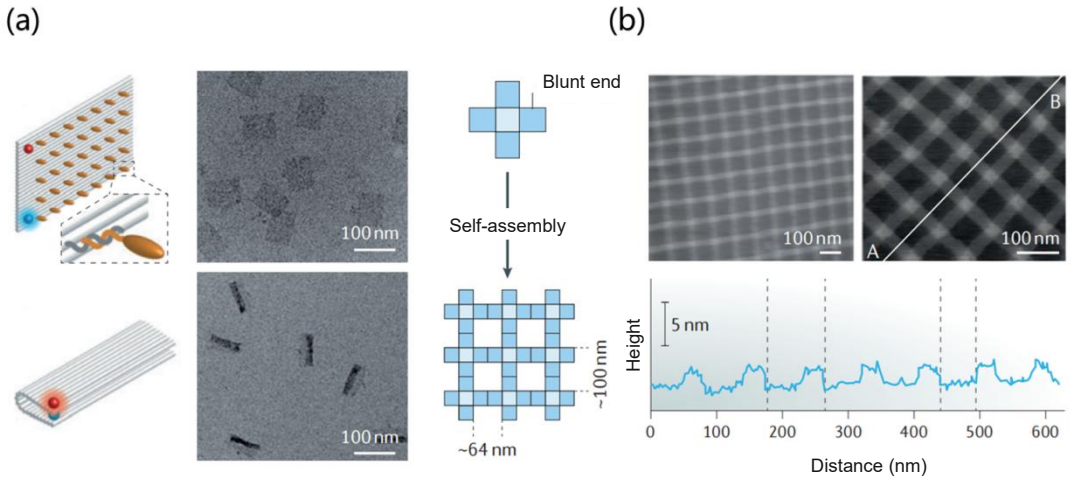 (a)
100 nm
100 nm
Blunt end
Self-assembly
~100 nm
~64 nm
(b)
100 nm
B
A
100 nm
5 nm
Height
0 100 200 300 400 500 600
Distance (nm)